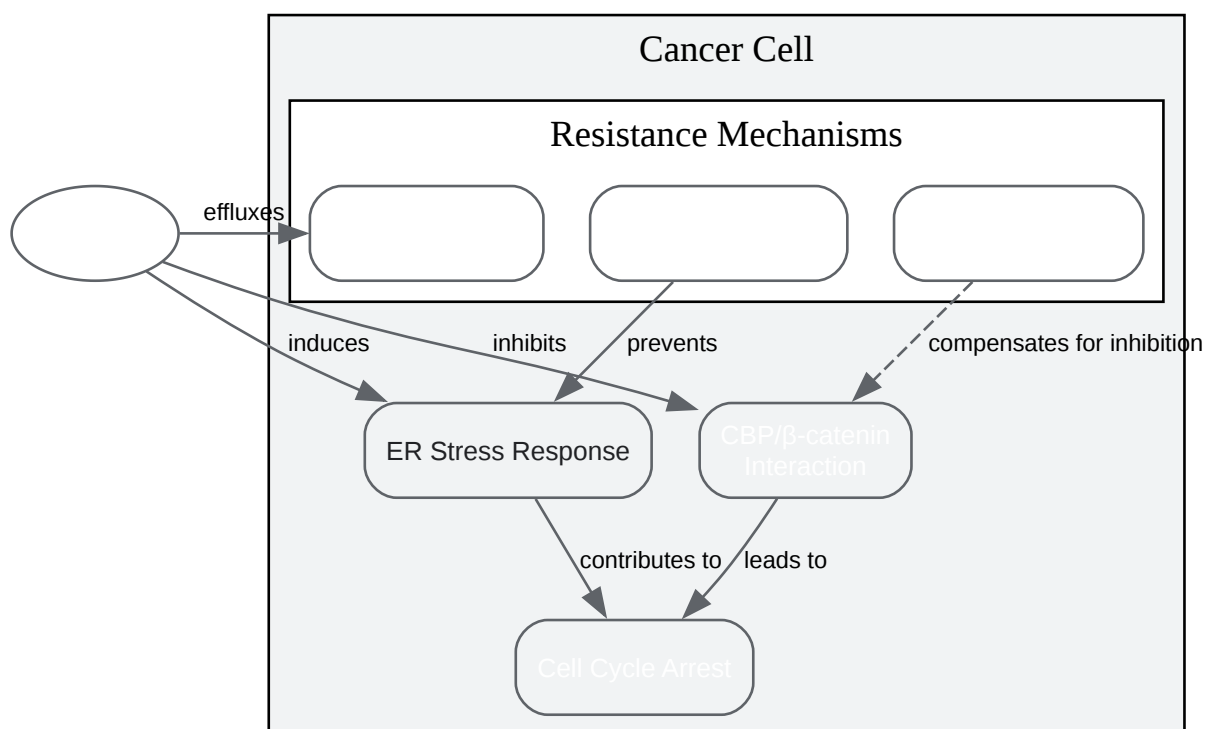 Cancer Cell
Resistance Mechanisms
effluxes
induces
inhibits
prevents
compensates for inhibition
ER Stress Response
CBP/β-catenin
Interaction
contributes to
leads to
Cell Cycle Arrest